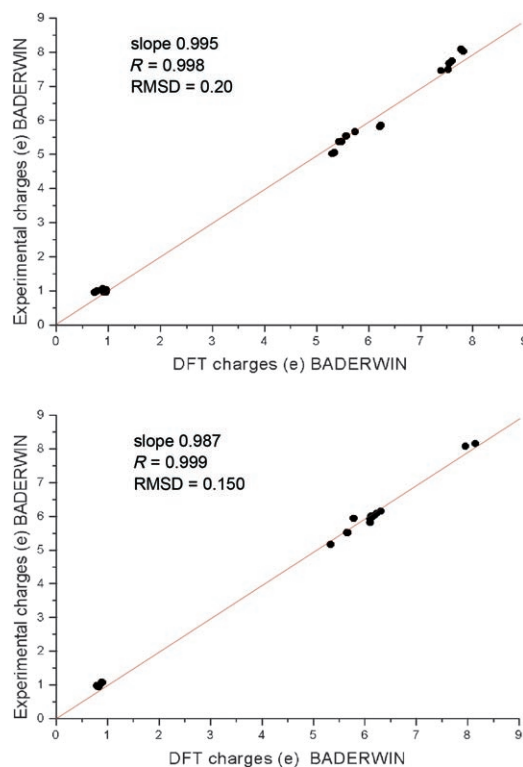 slope 0.995
R = 0.998
RMSD = 0.20
Experimental charges (e) BADERWIN
9
8
7
6
5
4
3
2
1
0
0 1 2 3 4 5 6 7 8 9
DFT charges (e) BADERWIN
slope 0.987
R = 0.999
RMSD = 0.150
Experimental charges (e) BADERWIN
9
8
7
6
5
4
3
2
1
0
0 1 2 3 4 5 6 7 8 9
DFT charges (e) BADERWIN